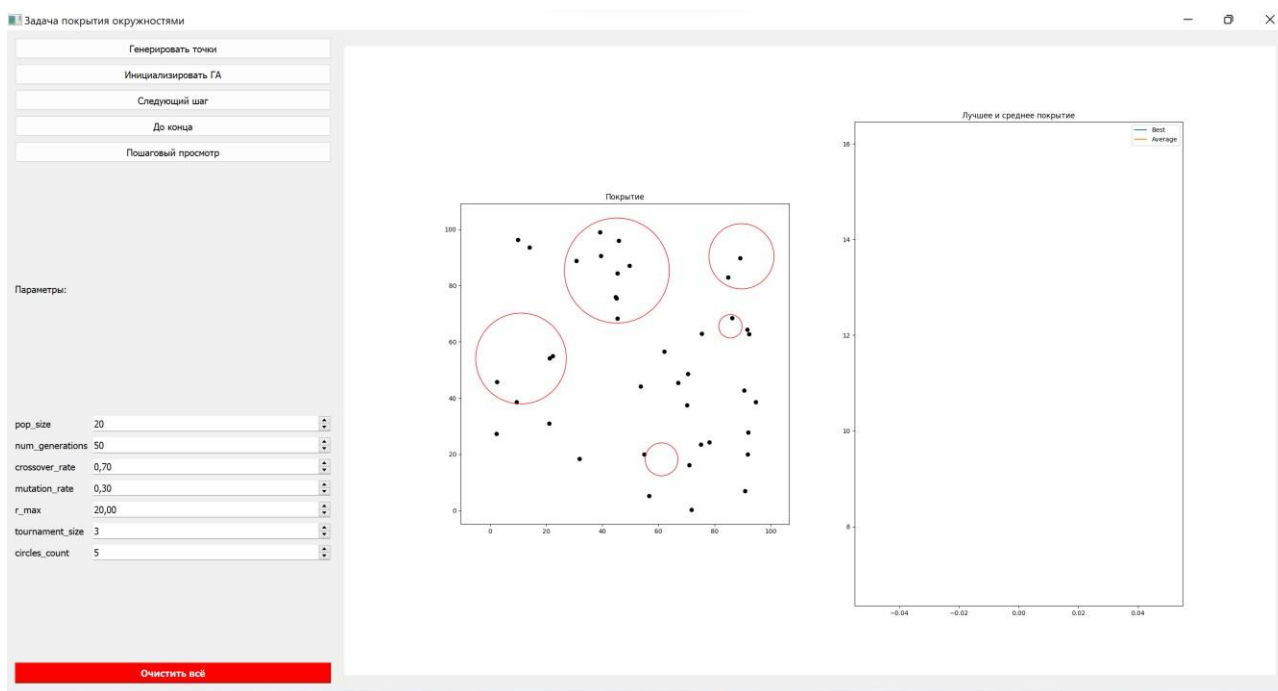 Задача покрытия окружностями
Генерировать точки
Инициализировать ГА
Следующий шаг
До конца
Пошаговый просмотр
Параметры:
pop_size 20
num_generations 50
crossover_rate 0,70
mutation_rate 0,30
r_max 20,00
tournament_size 3
circles_count 5
Очистить всё
Покрытие
100
80
60
40
20
0
0 20 40 60 80 100
Лучшее и среднее покрытие
Best
Average
16
14
12
10
8
−0.04 −0.02 0.00 0.02 0.04